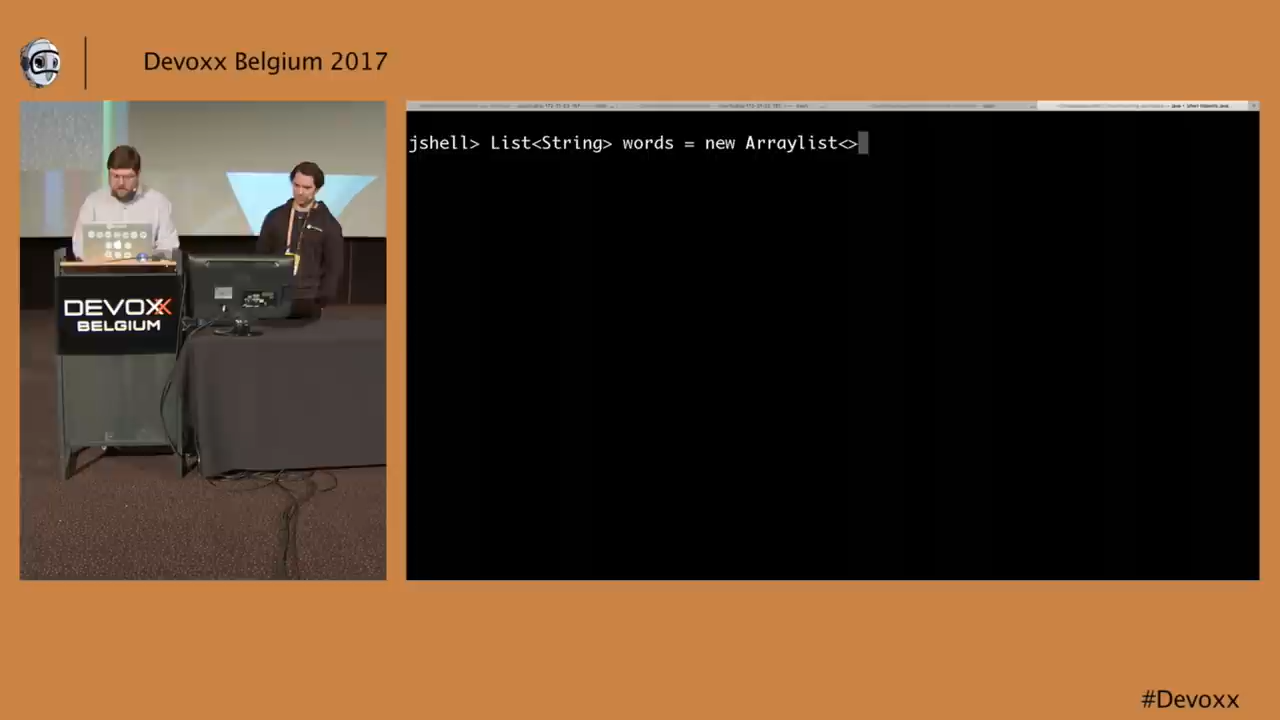 Devoxx Belgium 2017
jshell> List<String> words = new Arraylist<>
DEVOXX
BELGIUM
#Devoxx